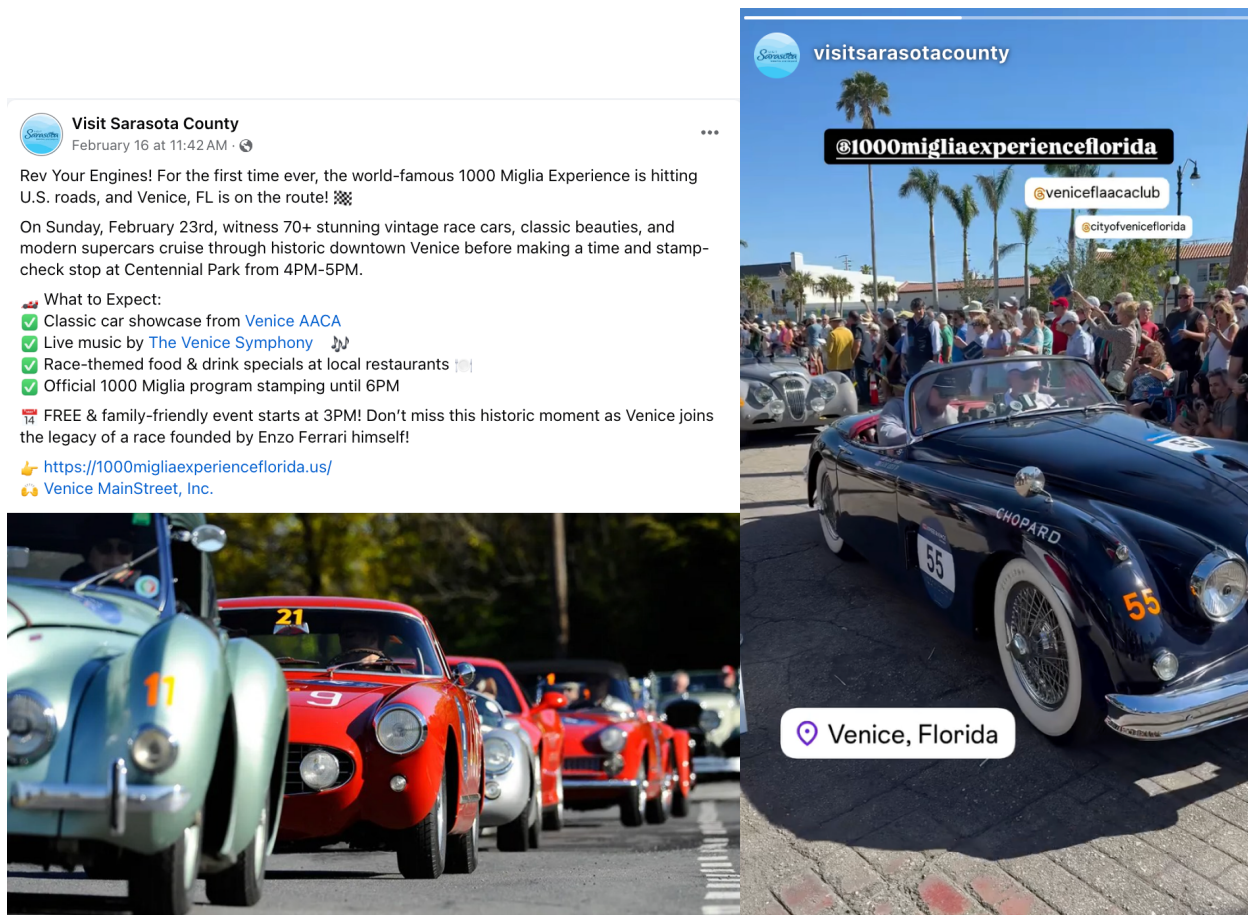 Visit Sarasota County
February 16 at 11:42 AM ·
Rev Your Engines! For the first time ever, the world-famous 1000 Miglia Experience is hitting
U.S. roads, and Venice, FL is on the route! 🏁
On Sunday, February 23rd, witness 70+ stunning vintage race cars, classic beauties, and
modern supercars cruise through historic downtown Venice before making a time and stamp-
check stop at Centennial Park from 4PM-5PM.
🏎️ What to Expect:
✅ Classic car showcase from Venice AACA
✅ Live music by The Venice Symphony 🎶
✅ Race-themed food & drink specials at local restaurants 🍽️
✅ Official 1000 Miglia program stamping until 6PM
📅 FREE & family-friendly event starts at 3PM! Don’t miss this historic moment as Venice joins
the legacy of a race founded by Enzo Ferrari himself!
👉 https://1000migliaexperienceflorida.us/
🙌 Venice MainStreet, Inc.
21
11
9
Sarasota
visitsarasotacounty
@1000migliaexperienceflorida
@veniceflaacaclub
@cityofveniceflorida
55
CHOPARD
55
55
Venice, Florida